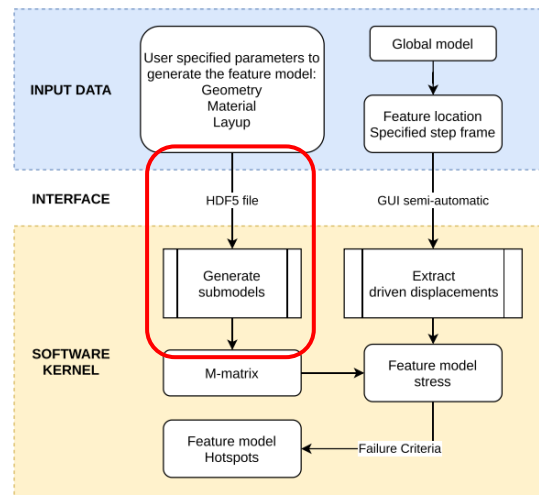 INPUT DATA
User specified parameters to
generate the feature model:
Geometry
Material
Layup
Global model
Feature location
Specified step frame
INTERFACE
HDF5 file
GUI semi-automatic
SOFTWARE
KERNEL
Generate
submodels
Extract
driven displacements
M-matrix
Feature model
stress
Feature model
Hotspots
Failure Criteria